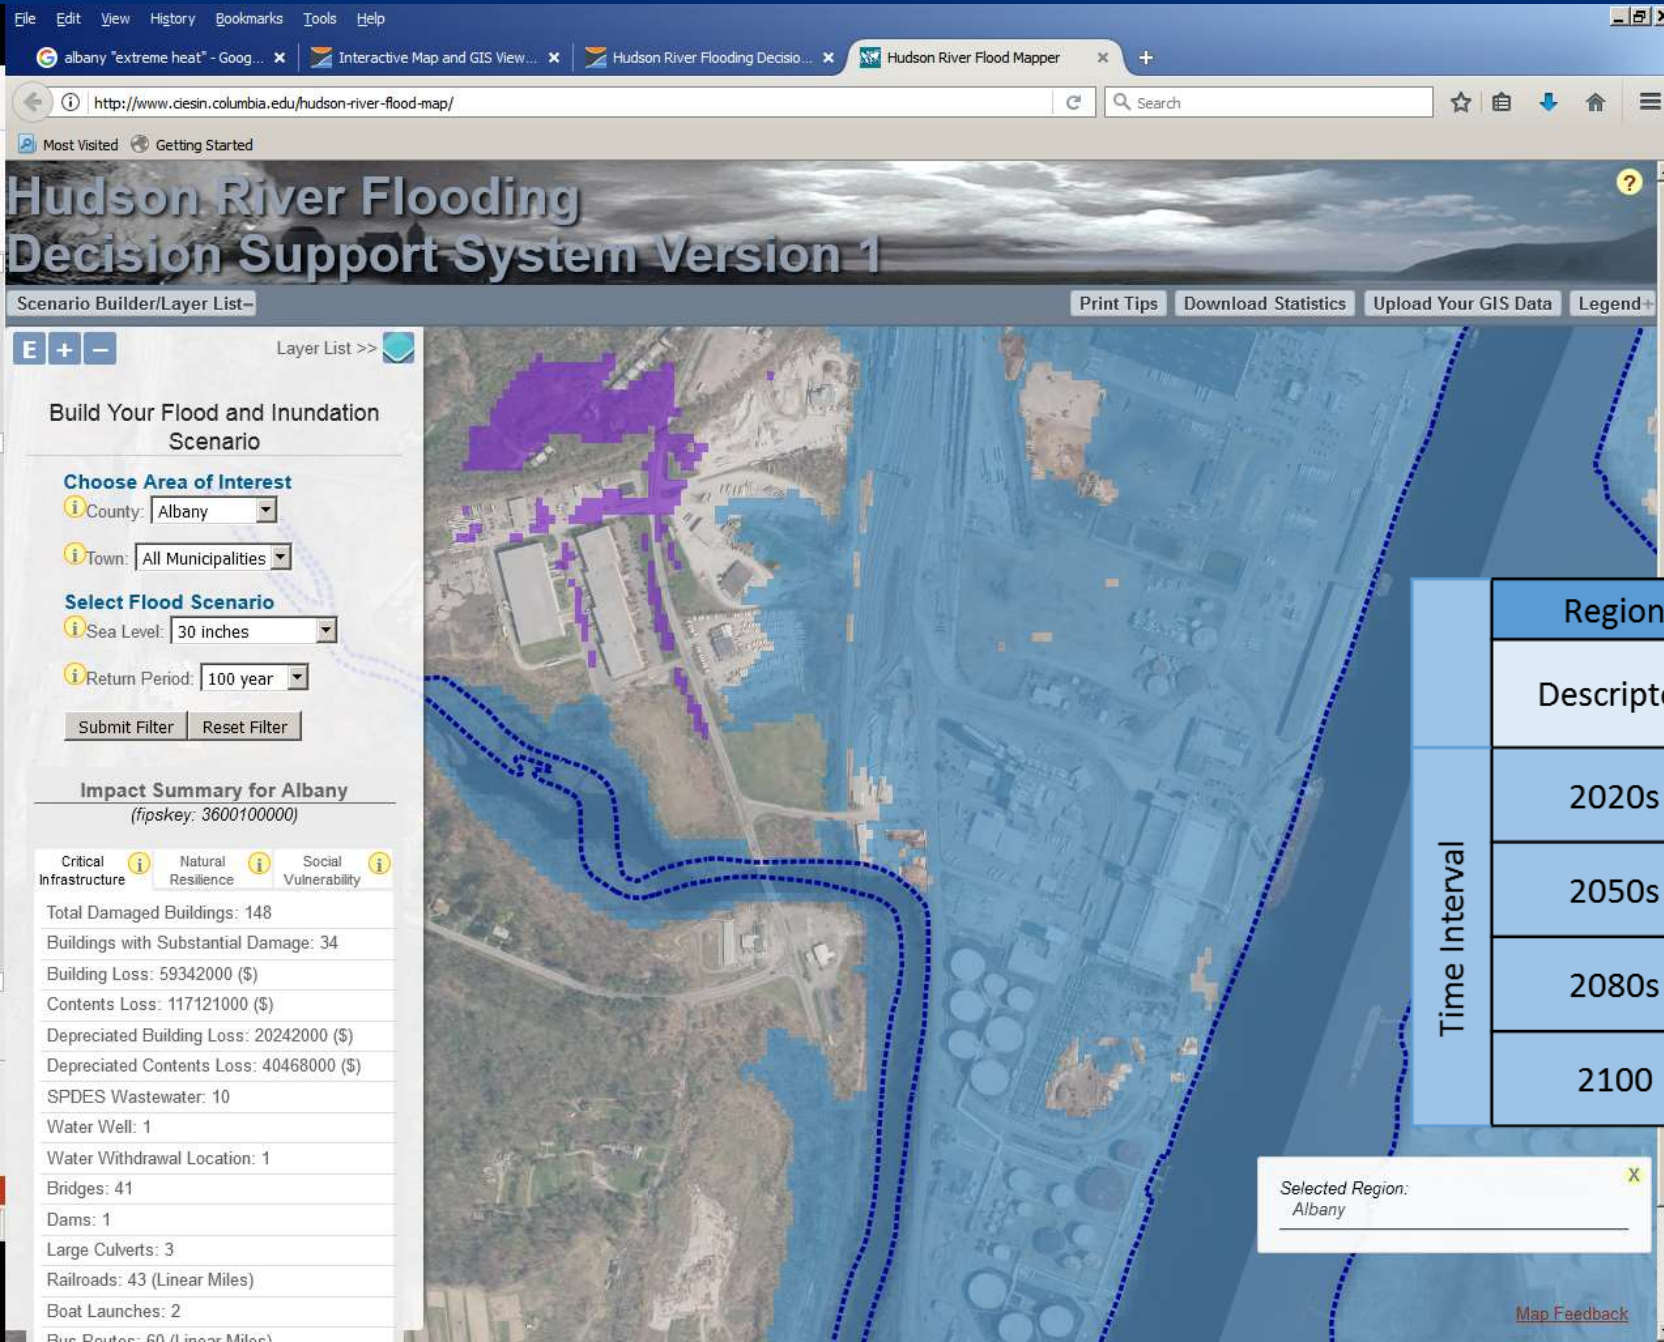 File Edit View History Bookmarks Tools Help
albany "extreme heat" - Goog...
Interactive Map and GIS View...
Hudson River Flooding Decisio...
Hudson River Flood Mapper
http://www.ciesin.columbia.edu/hudson-river-flood-map/
Search
Most Visited Getting Started
Hudson River Flooding
Decision Support System Version 1
Scenario Builder/Layer List–
Print Tips
Download Statistics
Upload Your GIS Data
Legend+
E + –
Layer List >>
Build Your Flood and Inundation
Scenario
Choose Area of Interest
County: Albany
Town: All Municipalities
Select Flood Scenario
Sea Level: 30 inches
Return Period: 100 year
Submit Filter Reset Filter
Impact Summary for Albany
(fipskey: 3600100000)
Critical
Infrastructure
Natural
Resilience
Social
Vulnerability
Total Damaged Buildings: 148
Buildings with Substantial Damage: 34
Building Loss: 59342000 ($)
Contents Loss: 117121000 ($)
Depreciated Building Loss: 20242000 ($)
Depreciated Contents Loss: 40468000 ($)
SPDES Wastewater: 10
Water Well: 1
Water Withdrawal Location: 1
Bridges: 41
Dams: 1
Large Culverts: 3
Railroads: 43 (Linear Miles)
Boat Launches: 2
Bus Routes: 60 (Linear Miles)
Region
Descripto
Time Interval
2020s
2050s
2080s
2100
Selected Region:
Albany
X
Map Feedback